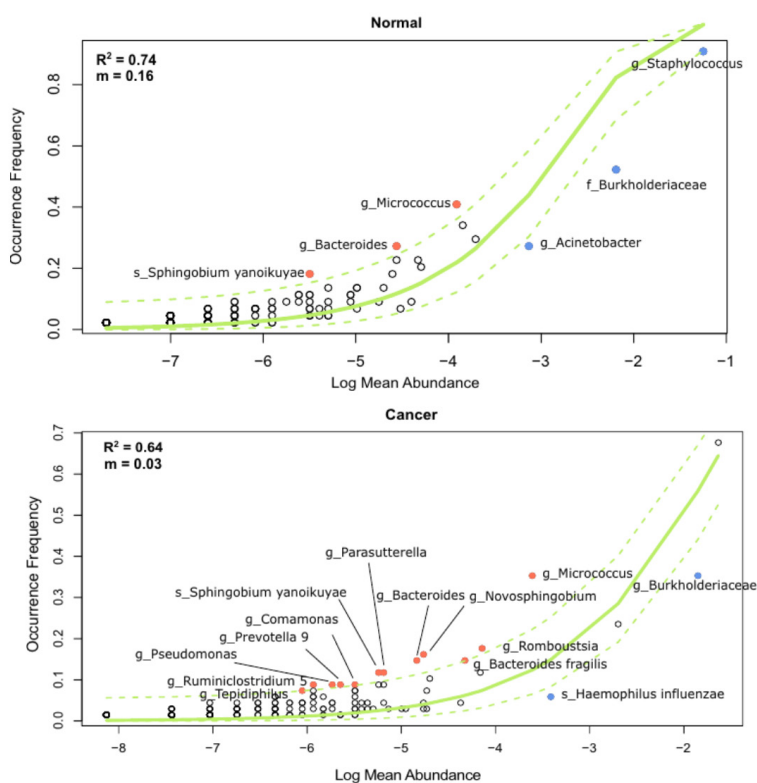 Normal
R² = 0.74
m = 0.16
g_Staphylococcus
f_Burkholderiaceae
g_Micrococcus
g_Bacteroides
g_Acinetobacter
s_Sphingobium yanoikuyae
Occurrence Frequency
0.8
0.6
0.4
0.2
0.0
−7 −6 −5 −4 −3 −2 −1
Log Mean Abundance
Cancer
R² = 0.64
m = 0.03
g_Parasutterella
s_Sphingobium yanoikuyae
g_Bacteroides
g_Novosphingobium
g_Micrococcus
g_Burkholderiaceae
g_Comamonas
g_Prevotella 9
g_Pseudomonas
g_Romboustsia
g_Bacteroides fragilis
g_Ruminiclostridium 5
g_Tepidiphilus
s_Haemophilus influenzae
Occurrence Frequency
0.7
0.6
0.5
0.4
0.3
0.2
0.1
0.0
−8 −7 −6 −5 −4 −3 −2
Log Mean Abundance